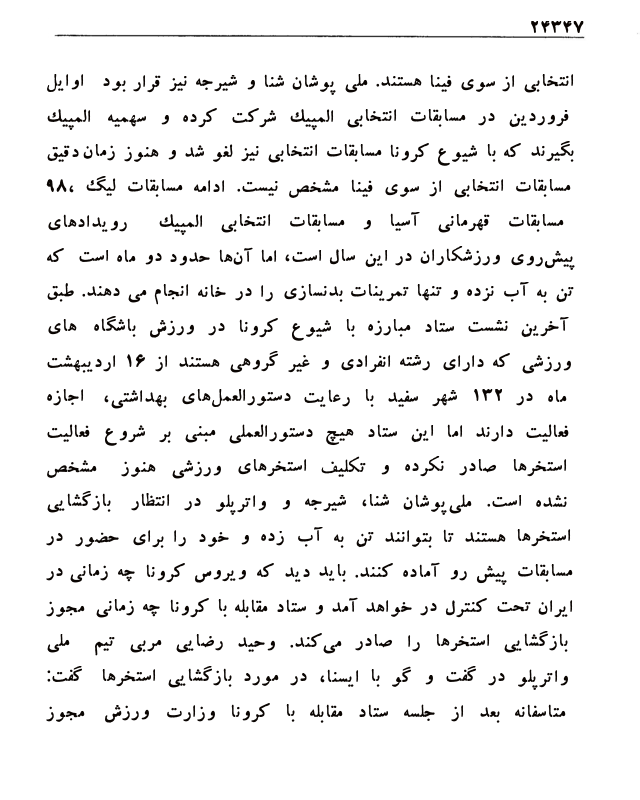 ۲۴۳۴۷
انتخابی از سوی فینا هستند. ملی پوشان شنا و شیرجه نیز قرار بود اوایل
فروردین در مسابقات انتخابی المپیك شرکت کرده و سهمیه المپیك
بگیرند که با شیوع کرونا مسابقات انتخابی نیز لغو شد و هنوز زمان دقیق
مسابقات انتخابی از سوی فینا مشخص نیست. ادامه مسابقات لیگ ۹۸،
مسابقات قهرمانی آسیا و مسابقات انتخابی المپیك رویدادهای
پیش‌روی ورزشکاران در این سال است، اما آن‌ها حدود دو ماه است که
تن به آب نزده و تنها تمرینات بدنسازی را در خانه انجام می دهند. طبق
آخرین نشست ستاد مبارزه با شیوع کرونا در ورزش باشگاه های
ورزشی که دارای رشته انفرادی و غیر گروهی هستند از ۱۶ اردیبهشت
ماه در ۱۳۲ شهر سفید با رعایت دستورالعمل‌های بهداشتی، اجازه
فعالیت دارند اما این ستاد هیچ دستورالعملی مبنی بر شروع فعالیت
استخرها صادر نکرده و تکلیف استخرهای ورزشی هنوز مشخص
نشده است. ملی‌پوشان شنا، شیرجه و واترپلو در انتظار بازگشایی
استخرها هستند تا بتوانند تن به آب زده و خود را برای حضور در
مسابقات پیش رو آماده کنند. باید دید که ویروس کرونا چه زمانی در
ایران تحت کنترل در خواهد آمد و ستاد مقابله با کرونا چه زمانی مجوز
بازگشایی استخرها را صادر می‌کند. وحید رضایی مربی تیم ملی
واترپلو در گفت و گو با ایسنا، در مورد بازگشایی استخرها گفت:
متاسفانه بعد از جلسه ستاد مقابله با کرونا وزارت ورزش مجوز